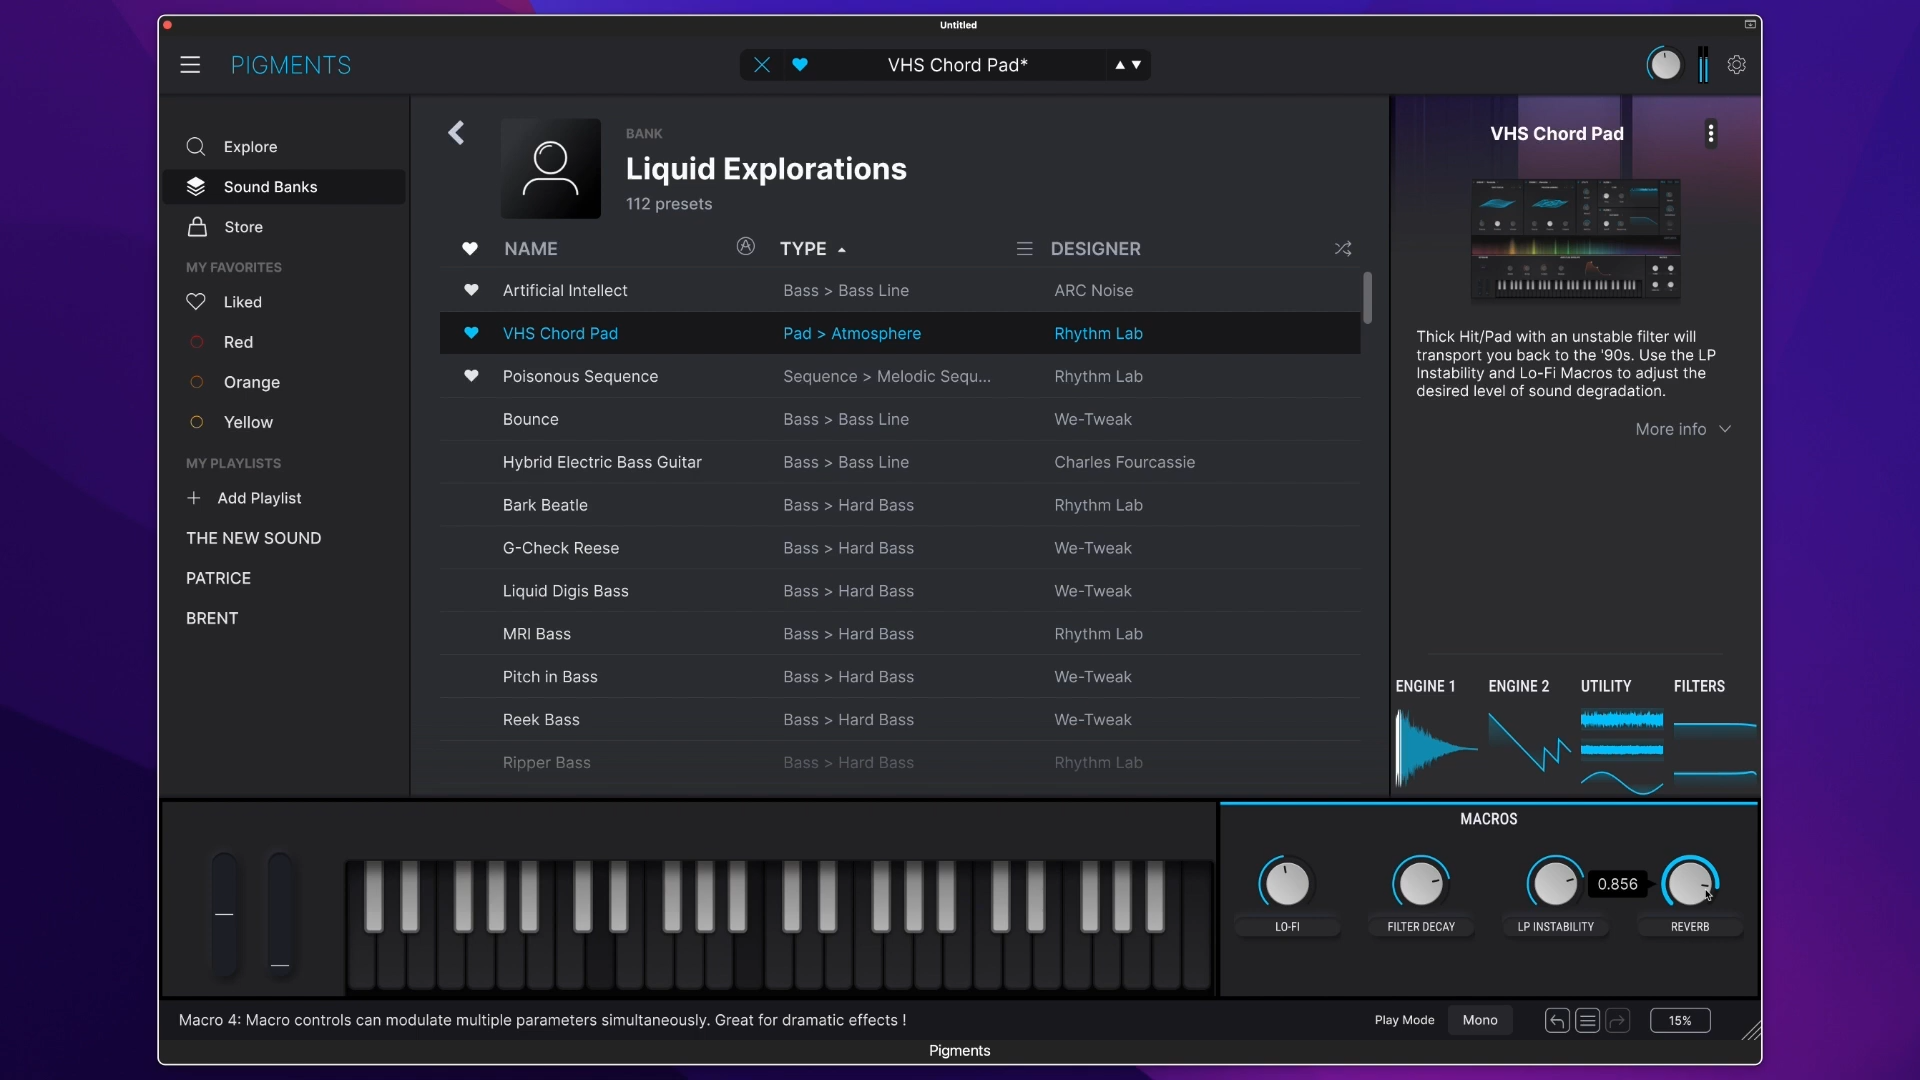 Untitled
PIGMENTS
VHS Chord Pad*
Explore
Sound Banks
Store
MY FAVORITES
Liked
Red
Orange
Yellow
MY PLAYLISTS
Add Playlist
THE NEW SOUND
PATRICE
BRENT
BANK
Liquid Explorations
112 presets
NAME TYPE DESIGNER
Artificial Intellect Bass > Bass Line ARC Noise
VHS Chord Pad Pad > Atmosphere Rhythm Lab
Poisonous Sequence Sequence > Melodic Sequ... Rhythm Lab
Bounce Bass > Bass Line We-Tweak
Hybrid Electric Bass Guitar Bass > Bass Line Charles Fourcassie
Bark Beatle Bass > Hard Bass Rhythm Lab
G-Check Reese Bass > Hard Bass We-Tweak
Liquid Digis Bass Bass > Hard Bass We-Tweak
MRI Bass Bass > Hard Bass Rhythm Lab
Pitch in Bass Bass > Hard Bass We-Tweak
Reek Bass Bass > Hard Bass We-Tweak
Ripper Bass Bass > Hard Bass Rhythm Lab
VHS Chord Pad
Thick Hit/Pad with an unstable filter will
transport you back to the '90s. Use the LP
Instability and Lo-Fi Macros to adjust the
desired level of sound degradation.
More info
ENGINE 1 ENGINE 2 UTILITY FILTERS
MACROS
0.856
LO-FI FILTER DECAY LP INSTABILITY REVERB
Macro 4: Macro controls can modulate multiple parameters simultaneously. Great for dramatic effects !
Play Mode Mono 15%
Pigments